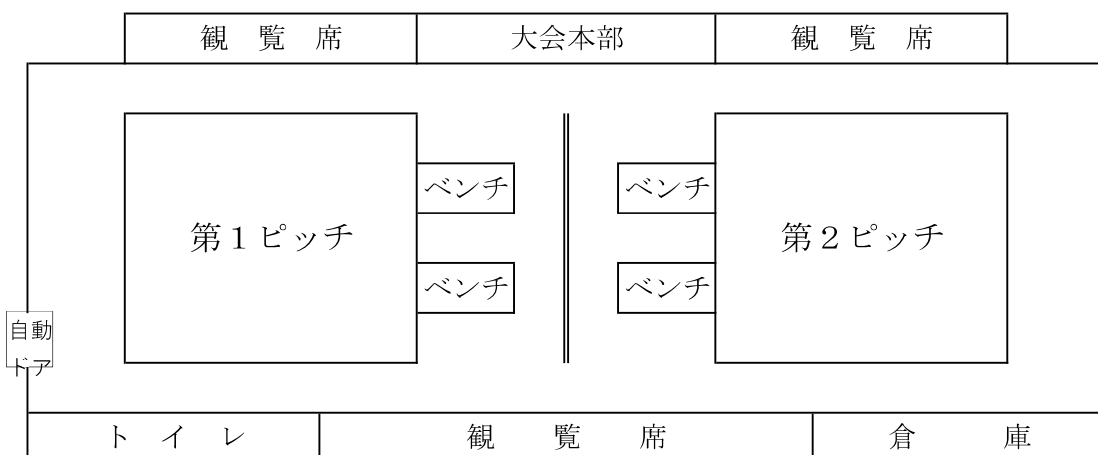 観　覧　席
大会本部
観　覧　席
ベンチ
ベンチ
第１ピッチ
第２ピッチ
ベンチ
ベンチ
自動
ドア
ト　イ　レ
観　　覧　　席
倉　　　庫